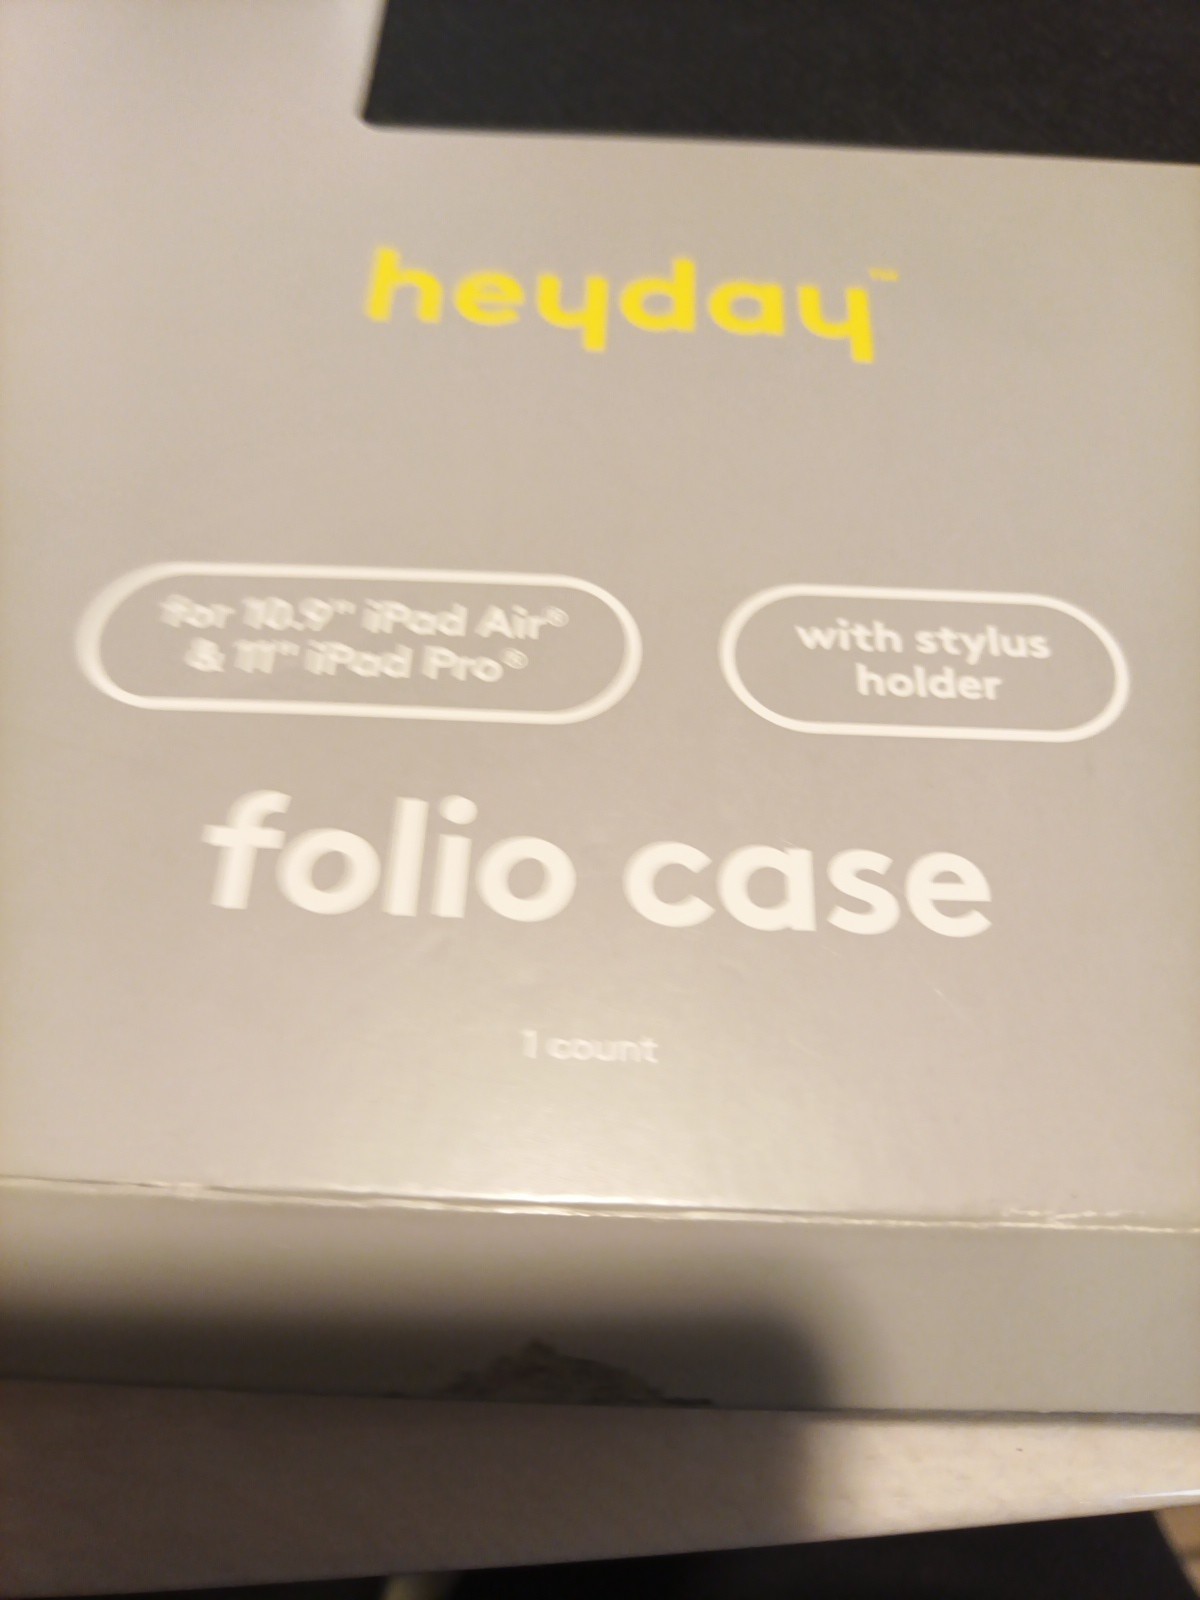 heyday™
for 10.9" iPad Air®
& 11" iPad Pro®
with stylus
holder
folio case
1 count